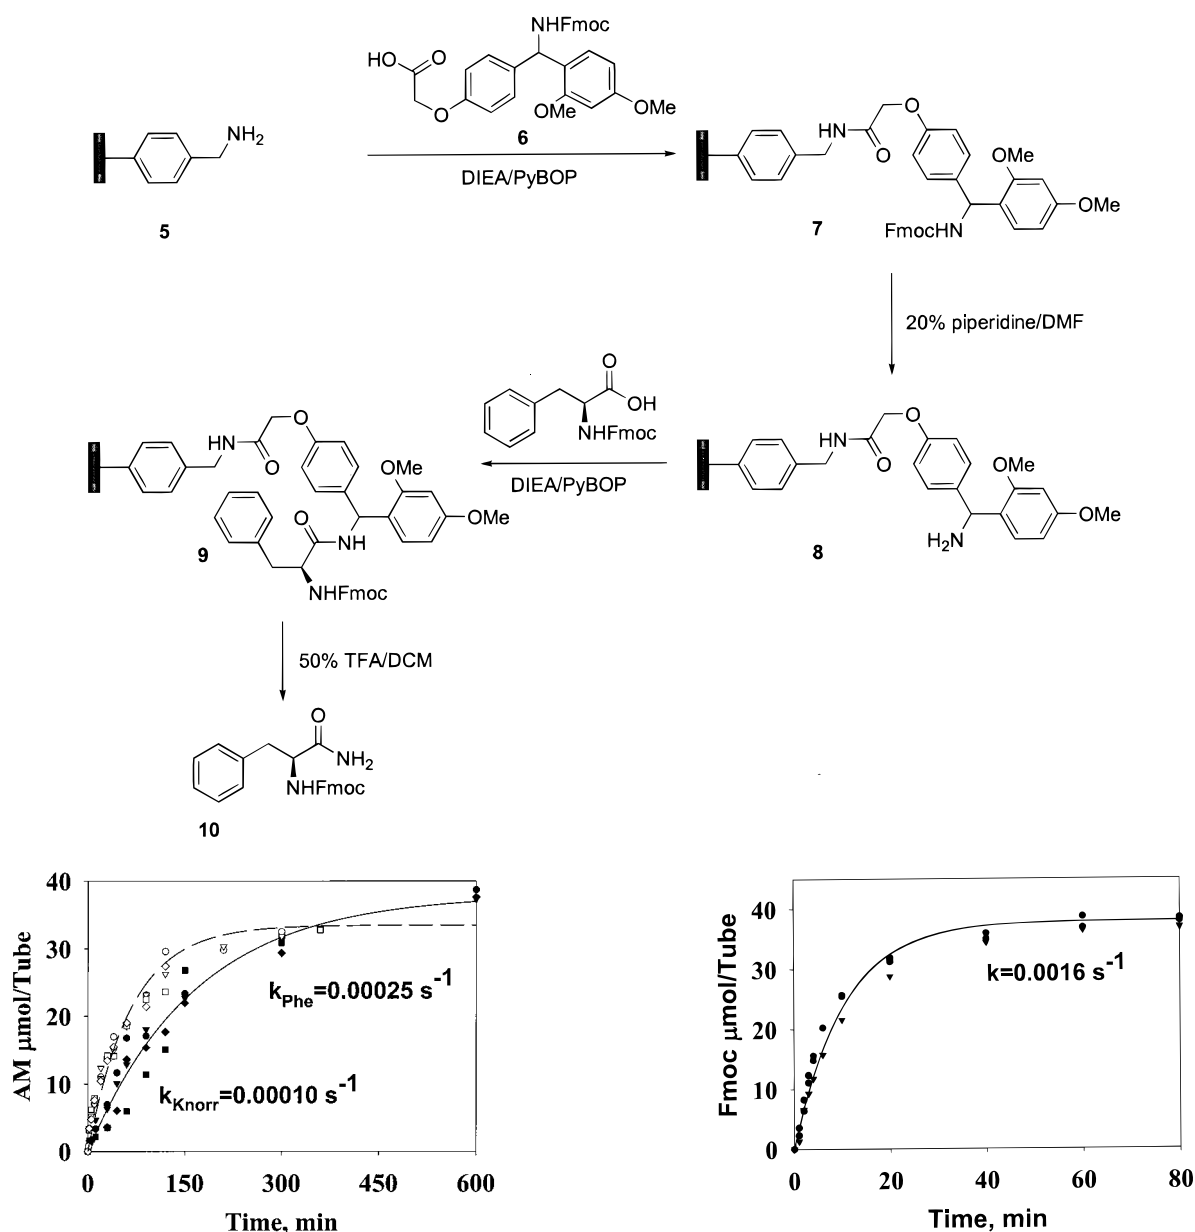 NHFmoc
HO
O
O
OMe
OMe
6
DIEA/PyBOP
NH₂
5
O
HN
O
OMe
OMe
FmocHN
7
20% piperidine/DMF
O
OH
NHFmoc
DIEA/PyBOP
O
HN
O
OMe
OMe
H₂N
8
O
HN
O
OMe
OMe
O
NH
NHFmoc
9
50% TFA/DCM
O
NH₂
NHFmoc
10
AM μmol/Tube
40
30
20
10
0
k_Phe=0.00025 s⁻¹
k_Knorr=0.00010 s⁻¹
0 150 300 450 600
Time, min
Fmoc μmol/Tube
40
30
20
10
0
k=0.0016 s⁻¹
0 20 40 60 80
Time, min